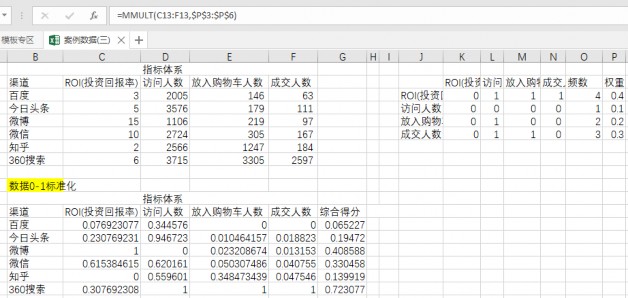 =MMULT(C13:F13,$P$3:$P$6)
模板专区 案例数据(三)
B C D E F G H I J K L M N O P
指标体系
渠道 ROI(投资回报率) 访问人数 放入购物车人数 成交人数 ROI(投 访问 放入购物 成交 频数 权重
百度 3 2005 146 63 ROI(投资 0 1 1 1 4 0.4
今日头条 5 3576 179 111 访问人数 0 0 0 0 1 0.1
微博 15 1106 219 97 放入购物 0 1 0 0 2 0.2
微信 10 2724 305 167 成交人数 0 1 1 0 3 0.3
知乎 2 2566 1247 184
360搜索 6 3715 3305 2597
数据0-1标准化
指标体系
渠道 ROI(投资回报率) 访问人数 放入购物车人数 成交人数 综合得分
百度 0.076923077 0.344576 0 0 0.065227
今日头条 0.230769231 0.946723 0.010464157 0.018823 0.19472
微博 1 0 0.023208674 0.013153 0.408588
微信 0.615384615 0.620161 0.050307486 0.040755 0.330458
知乎 0 0.559601 0.348473439 0.047546 0.139919
360搜索 0.307692308 1 1 1 0.723077